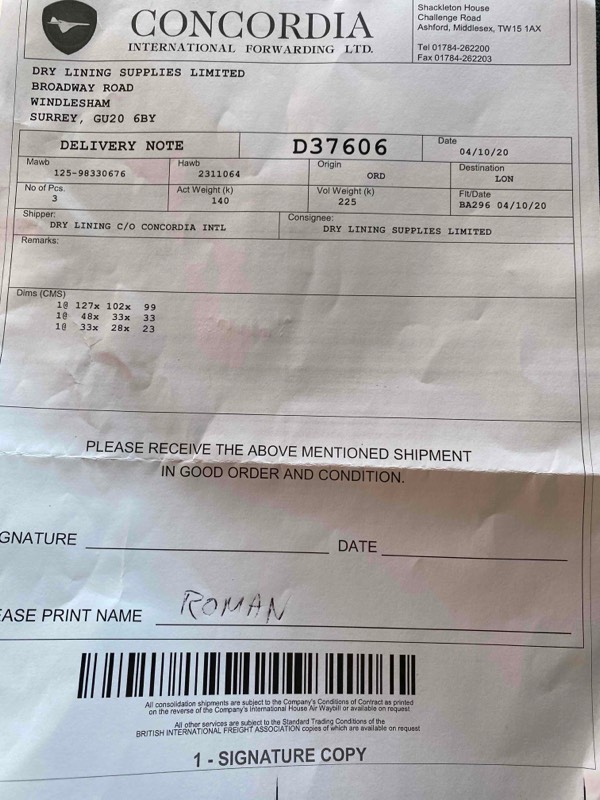 CONCORDIA
INTERNATIONAL FORWARDING LTD.
Shackleton House
Challenge Road
Ashford, Middlesex, TW15 1AX
Tel 01784-262200
Fax 01784-262203
DRY LINING SUPPLIES LIMITED
BROADWAY ROAD
WINDLESHAM
SURREY, GU20 6BY
DELIVERY NOTE D37606 Date 04/10/20
Mawb 125-98330676 Hawb 2311064 Origin ORD Destination LON
No of Pcs. 3 Act Weight (k) 140 Vol Weight (k) 225 Flt/Date BA296 04/10/20
Shipper: DRY LINING C/O CONCORDIA INTL Consignee: DRY LINING SUPPLIES LIMITED
Remarks:
Dims (CMS)
1@ 127x 102x 99
1@ 48x 33x 33
1@ 33x 28x 23
PLEASE RECEIVE THE ABOVE MENTIONED SHIPMENT
IN GOOD ORDER AND CONDITION.
GNATURE DATE
EASE PRINT NAME ROMAN
All consolidation shipments are subject to the Company's Conditions of Contract as printed
on the reverse of the Company's International House Air Waybill or available on request
All other services are subject to the Standard Trading Conditions of the
BRITISH INTERNATIONAL FREIGHT ASSOCIATION copies of which are available on request
1 - SIGNATURE COPY